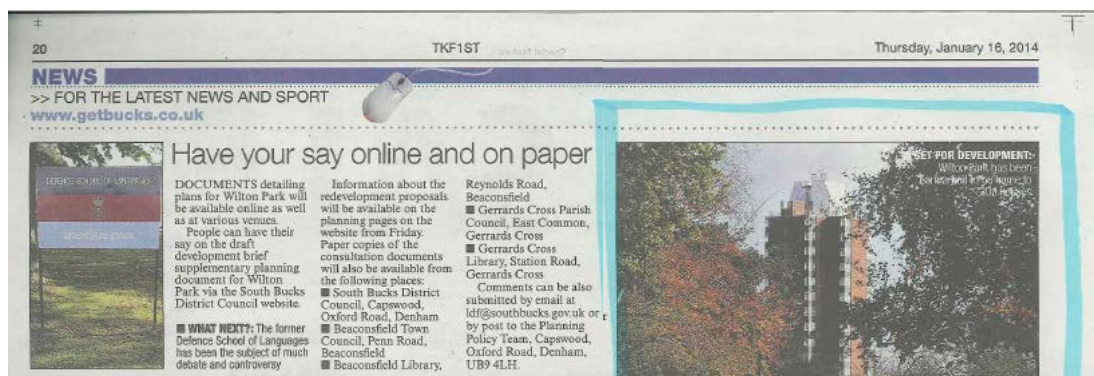 20
TKF1ST
Thursday, January 16, 2014
NEWS
>> FOR THE LATEST NEWS AND SPORT
www.getbucks.co.uk
DEFENCE SCHOOL OF LANGUAGES
Have your say online and on paper
DOCUMENTS detailing
plans for Wilton Park will
be available online as well
as at various venues.
People can have their
say on the draft
development brief
supplementary planning
document for Wilton
Park via the South Bucks
District Council website.
■ WHAT NEXT?: The former
Defence School of Languages
has been the subject of much
debate and controversy
Information about the
redevelopment proposals
will be available on the
planning pages on the
website from Friday.
Paper copies of the
consultation documents
will also be available from
the following places:
■ South Bucks District
Council, Capswood,
Oxford Road, Denham
■ Beaconsfield Town
Council, Penn Road,
Beaconsfield
■ Beaconsfield Library,
Reynolds Road,
Beaconsfield
■ Gerrards Cross Parish
Council, East Common,
Gerrards Cross
■ Gerrards Cross
Library, Station Road,
Gerrards Cross
Comments can be also
submitted by email at
ldf@southbucks.gov.uk or
by post to the Planning
Policy Team, Capswood,
Oxford Road, Denham,
UB9 4LH.
■ SET FOR DEVELOPMENT:
Wilton Park has been